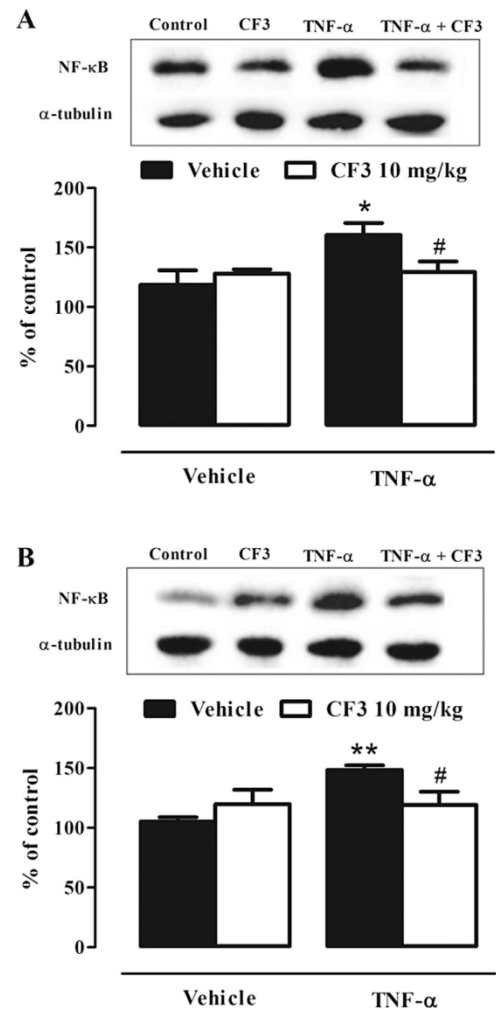 A
Control CF3 TNF-α TNF-α + CF3
NF-κB
α-tubulin
Vehicle CF3 10 mg/kg
% of control
200
150
100
50
0
*
#
Vehicle TNF-α
B
Control CF3 TNF-α TNF-α + CF3
NF-κB
α-tubulin
Vehicle CF3 10 mg/kg
% of control
200
150
100
50
0
**
#
Vehicle TNF-α